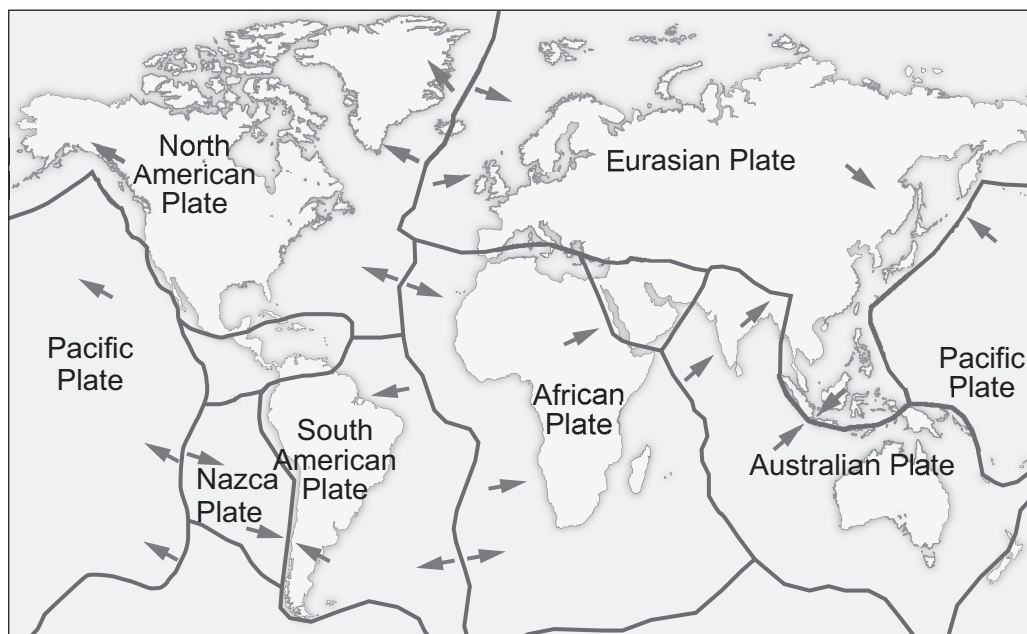 North
American
Plate
Eurasian Plate
Pacific
Plate
Pacific
Plate
African
Plate
South
American
Plate
Nazca
Plate
Australian Plate